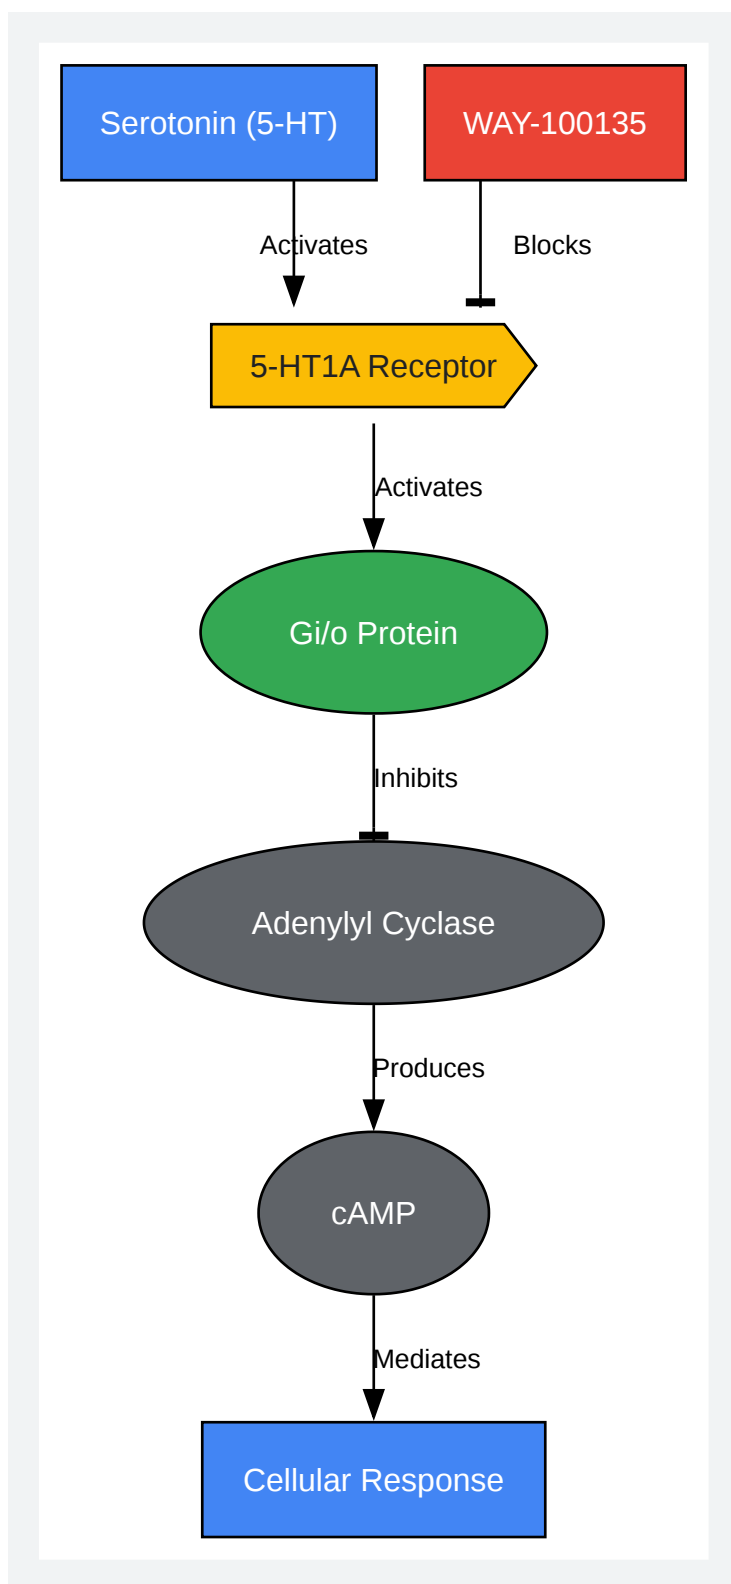 Serotonin (5-HT)
WAY-100135
Activates
Blocks
5-HT1A Receptor
Activates
Gi/o Protein
Inhibits
Adenylyl Cyclase
Produces
cAMP
Mediates
Cellular Response